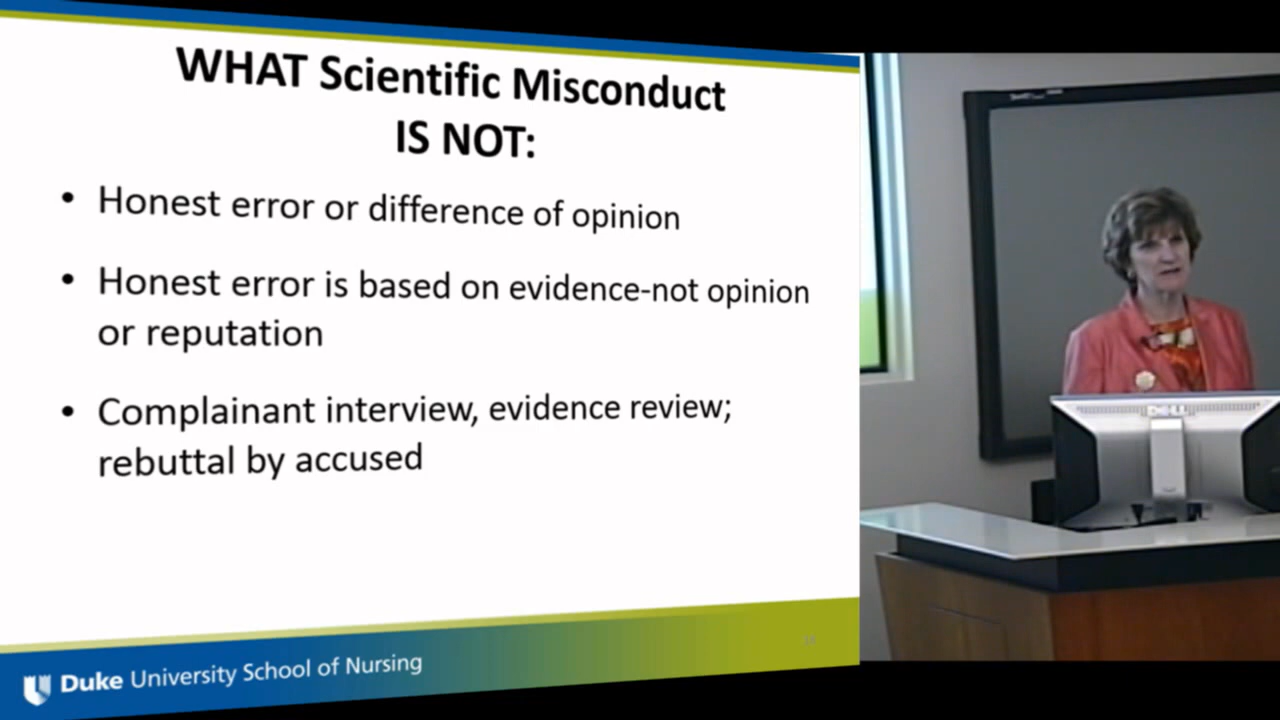 WHAT Scientific Misconduct
IS NOT:
• Honest error or difference of opinion
• Honest error is based on evidence-not opinion
or reputation
• Complainant interview, evidence review;
rebuttal by accused
Duke University School of Nursing
DELL